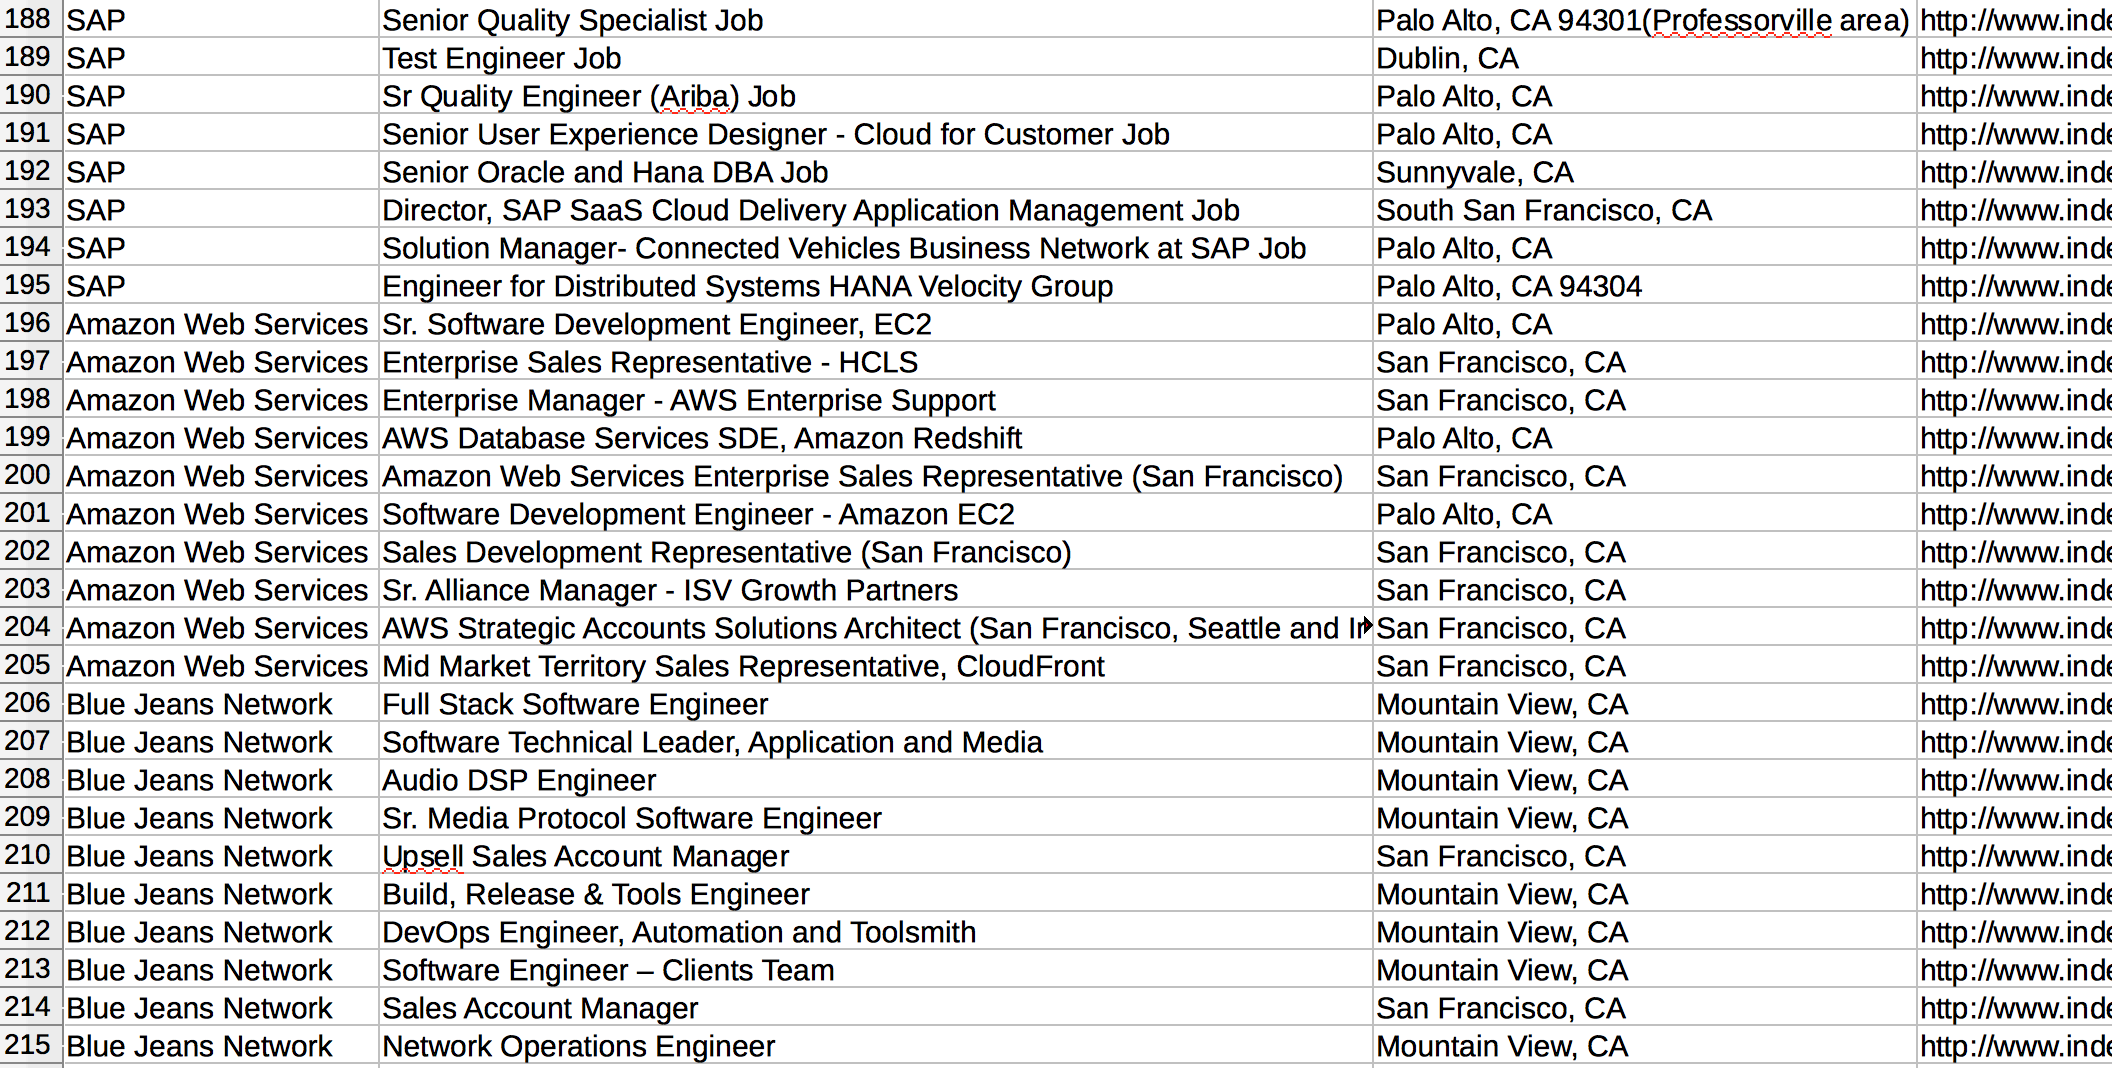 188 SAP Senior Quality Specialist Job Palo Alto, CA 94301(Professorville area) http://www.inde
189 SAP Test Engineer Job Dublin, CA http://www.inde
190 SAP Sr Quality Engineer (Ariba) Job Palo Alto, CA http://www.inde
191 SAP Senior User Experience Designer - Cloud for Customer Job Palo Alto, CA http://www.inde
192 SAP Senior Oracle and Hana DBA Job Sunnyvale, CA http://www.inde
193 SAP Director, SAP SaaS Cloud Delivery Application Management Job South San Francisco, CA http://www.inde
194 SAP Solution Manager- Connected Vehicles Business Network at SAP Job Palo Alto, CA http://www.inde
195 SAP Engineer for Distributed Systems HANA Velocity Group Palo Alto, CA 94304 http://www.inde
196 Amazon Web Services Sr. Software Development Engineer, EC2 Palo Alto, CA http://www.inde
197 Amazon Web Services Enterprise Sales Representative - HCLS San Francisco, CA http://www.inde
198 Amazon Web Services Enterprise Manager - AWS Enterprise Support San Francisco, CA http://www.inde
199 Amazon Web Services AWS Database Services SDE, Amazon Redshift Palo Alto, CA http://www.inde
200 Amazon Web Services Amazon Web Services Enterprise Sales Representative (San Francisco) San Francisco, CA http://www.inde
201 Amazon Web Services Software Development Engineer - Amazon EC2 Palo Alto, CA http://www.inde
202 Amazon Web Services Sales Development Representative (San Francisco) San Francisco, CA http://www.inde
203 Amazon Web Services Sr. Alliance Manager - ISV Growth Partners San Francisco, CA http://www.inde
204 Amazon Web Services AWS Strategic Accounts Solutions Architect (San Francisco, Seattle and San Francisco, CA http://www.inde
205 Amazon Web Services Mid Market Territory Sales Representative, CloudFront San Francisco, CA http://www.inde
206 Blue Jeans Network Full Stack Software Engineer Mountain View, CA http://www.inde
207 Blue Jeans Network Software Technical Leader, Application and Media Mountain View, CA http://www.inde
208 Blue Jeans Network Audio DSP Engineer Mountain View, CA http://www.inde
209 Blue Jeans Network Sr. Media Protocol Software Engineer Mountain View, CA http://www.inde
210 Blue Jeans Network Upsell Sales Account Manager San Francisco, CA http://www.inde
211 Blue Jeans Network Build, Release & Tools Engineer Mountain View, CA http://www.inde
212 Blue Jeans Network DevOps Engineer, Automation and Toolsmith Mountain View, CA http://www.inde
213 Blue Jeans Network Software Engineer – Clients Team Mountain View, CA http://www.inde
214 Blue Jeans Network Sales Account Manager San Francisco, CA http://www.inde
215 Blue Jeans Network Network Operations Engineer Mountain View, CA http://www.inde